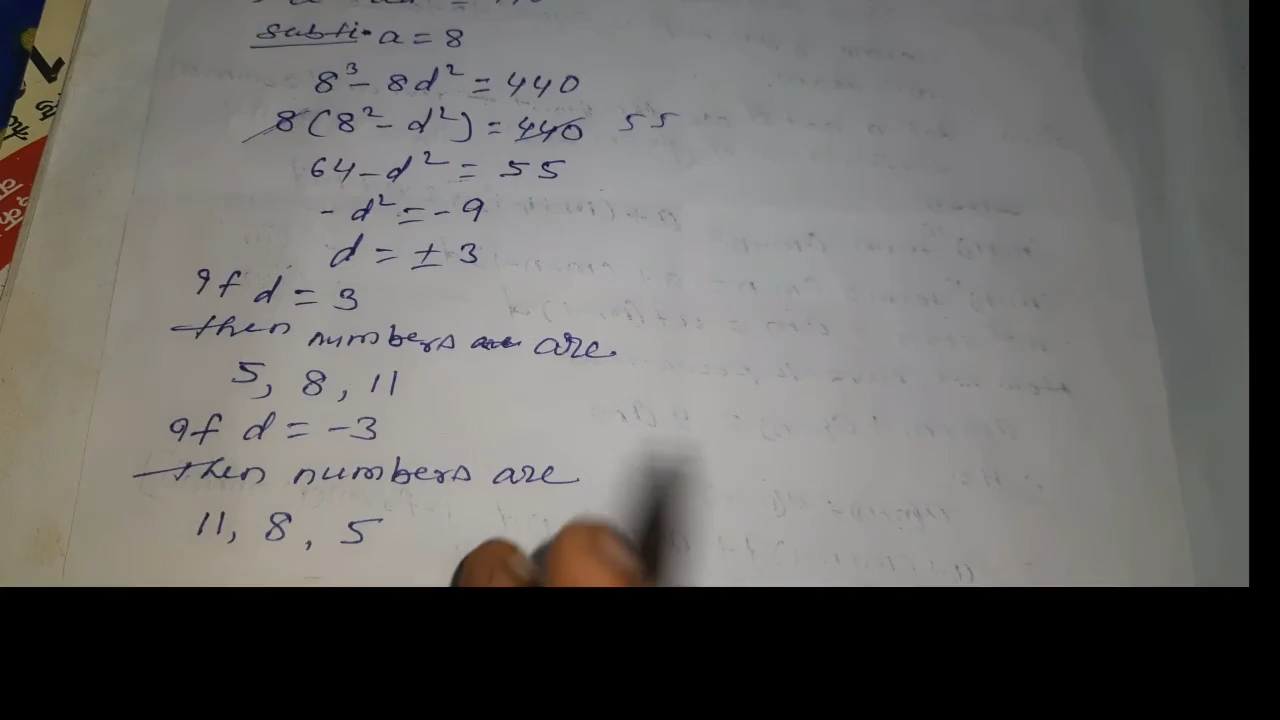 substi. a = 8
8³ - 8d² = 440
8(8² - d²) = 440 55
64 - d² = 55
- d² = - 9
d = ± 3
If d = 3
then numbers are
5, 8, 11
If d = -3
then numbers are
11, 8, 5